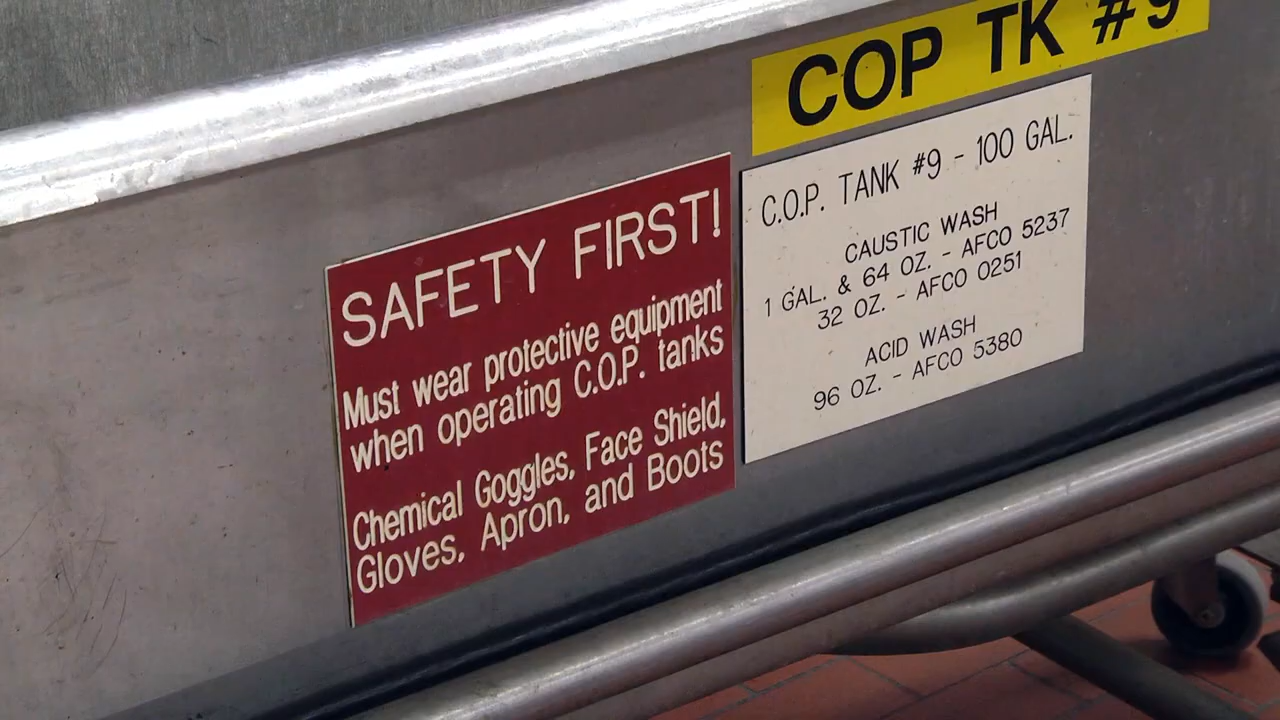 COP TK #9
SAFETY FIRST!
Must wear protective equipment
when operating C.O.P. tanks
Chemical Goggles, Face Shield,
Gloves, Apron, and Boots
C.O.P. TANK #9 - 100 GAL.
CAUSTIC WASH
1 GAL. & 64 OZ. - AFCO 5237
32 OZ. - AFCO 0251
ACID WASH
96 OZ. - AFCO 5380